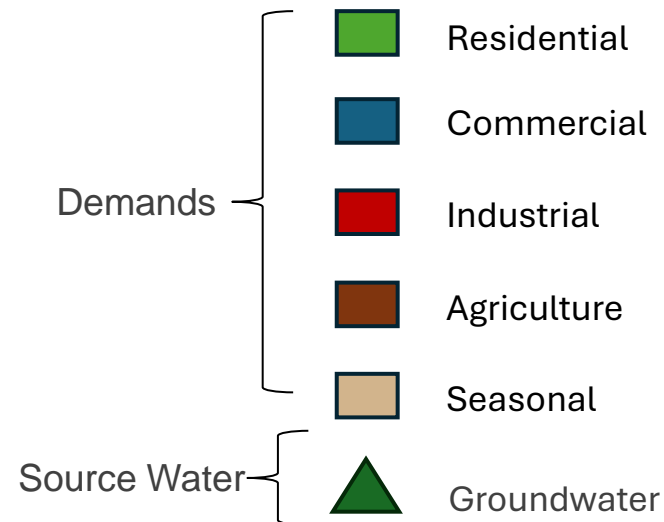 Demands
Residential
Commercial
Industrial
Agriculture
Seasonal
Source Water
Groundwater